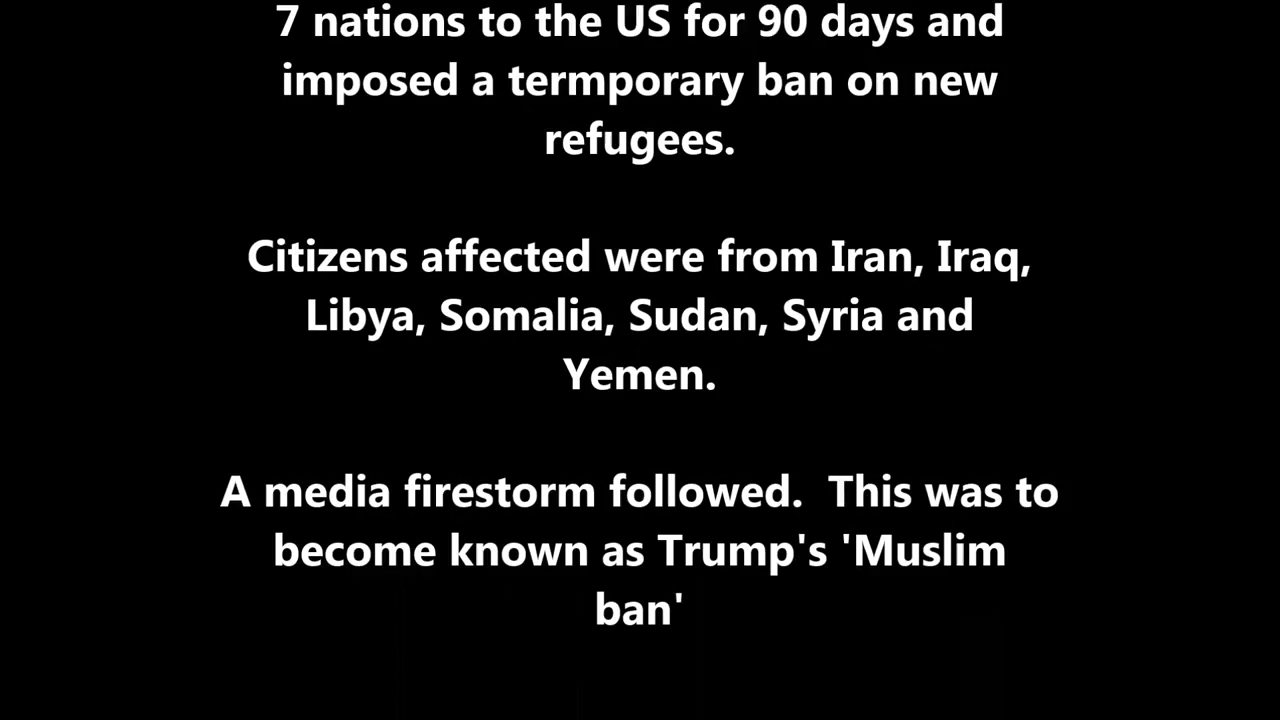 7 nations to the US for 90 days and
imposed a termporary ban on new
refugees.
Citizens affected were from Iran, Iraq,
Libya, Somalia, Sudan, Syria and
Yemen.
A media firestorm followed.  This was to
become known as Trump's 'Muslim
ban'